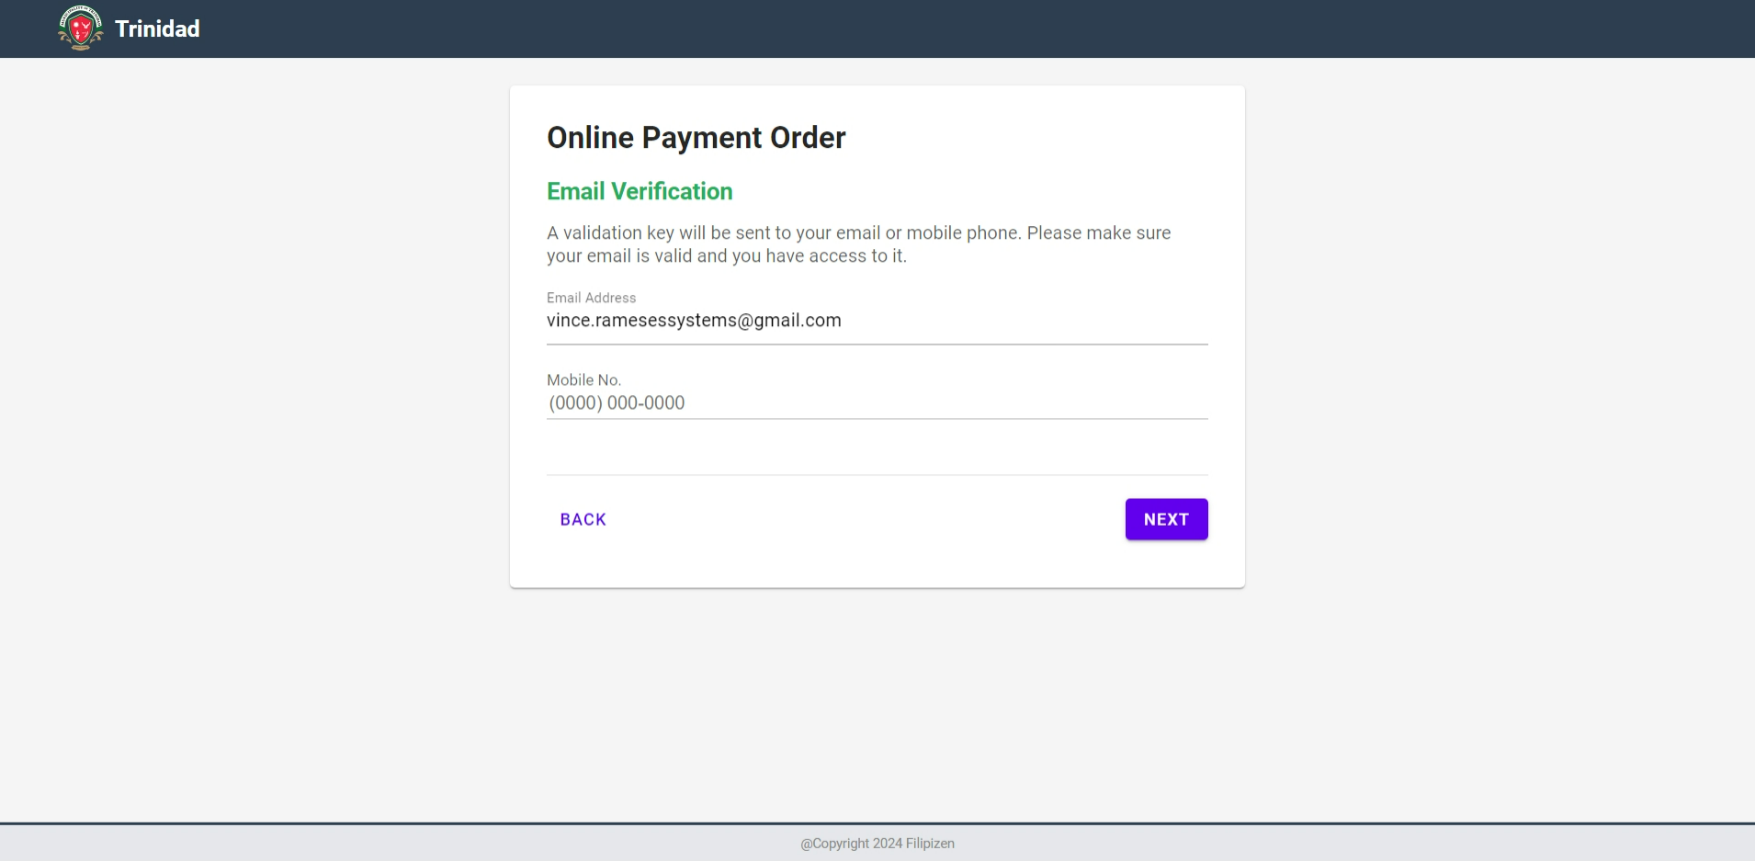 Trinidad
Online Payment Order
Email Verification
A validation key will be sent to your email or mobile phone. Please make sure
your email is valid and you have access to it.
Email Address
vince.ramesessystems@gmail.com
Mobile No.
(0000) 000-0000
BACK
NEXT
@Copyright 2024 Filipizen